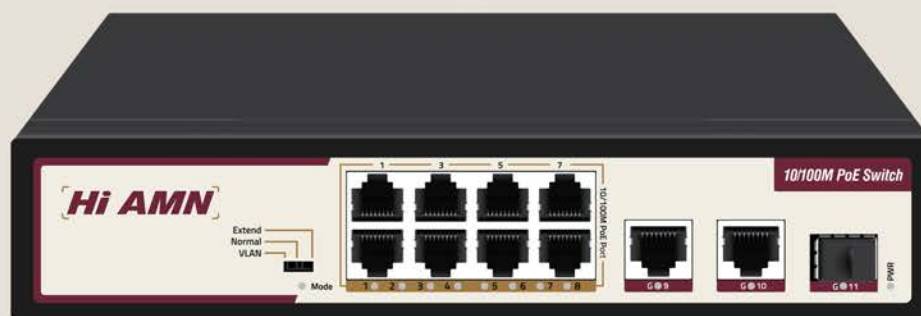 1 3 5 7
10/100M PoE Switch
Hi AMN
10/100M PoE Port
Extend
Normal
VLAN
Mode
1 2 3 4 5 6 7 8
G 9
G 10
G 11
PWR